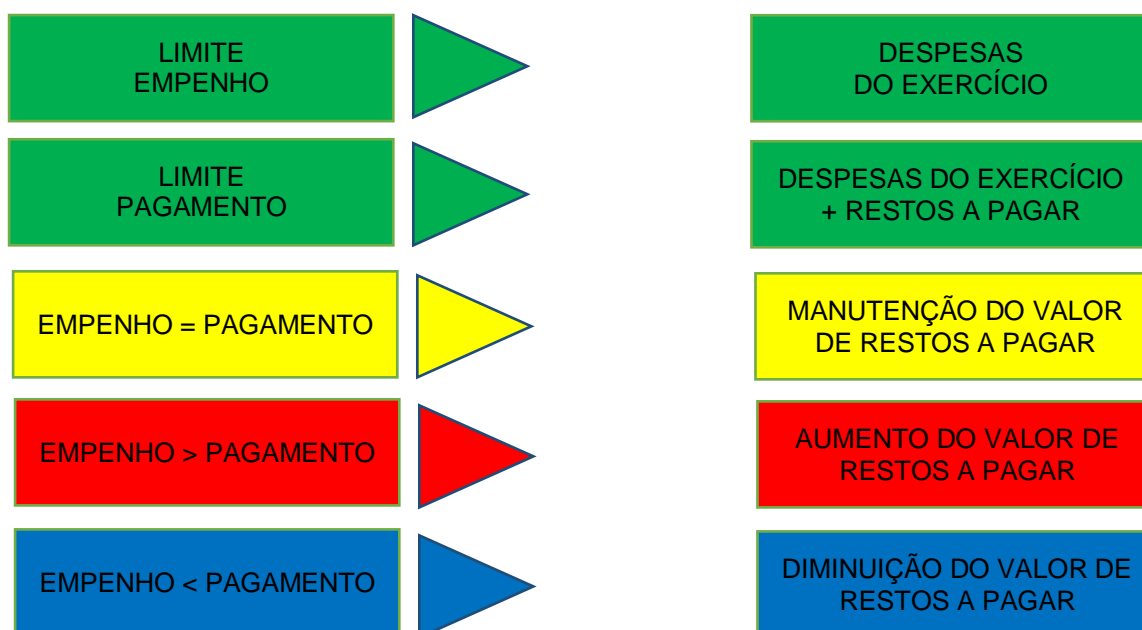 LIMITE
EMPENHO
DESPESAS
DO EXERCÍCIO
LIMITE
PAGAMENTO
DESPESAS DO EXERCÍCIO
+ RESTOS A PAGAR
EMPENHO = PAGAMENTO
MANUTENÇÃO DO VALOR
DE RESTOS A PAGAR
EMPENHO > PAGAMENTO
AUMENTO DO VALOR DE
RESTOS A PAGAR
EMPENHO < PAGAMENTO
DIMINUIÇÃO DO VALOR DE
RESTOS A PAGAR